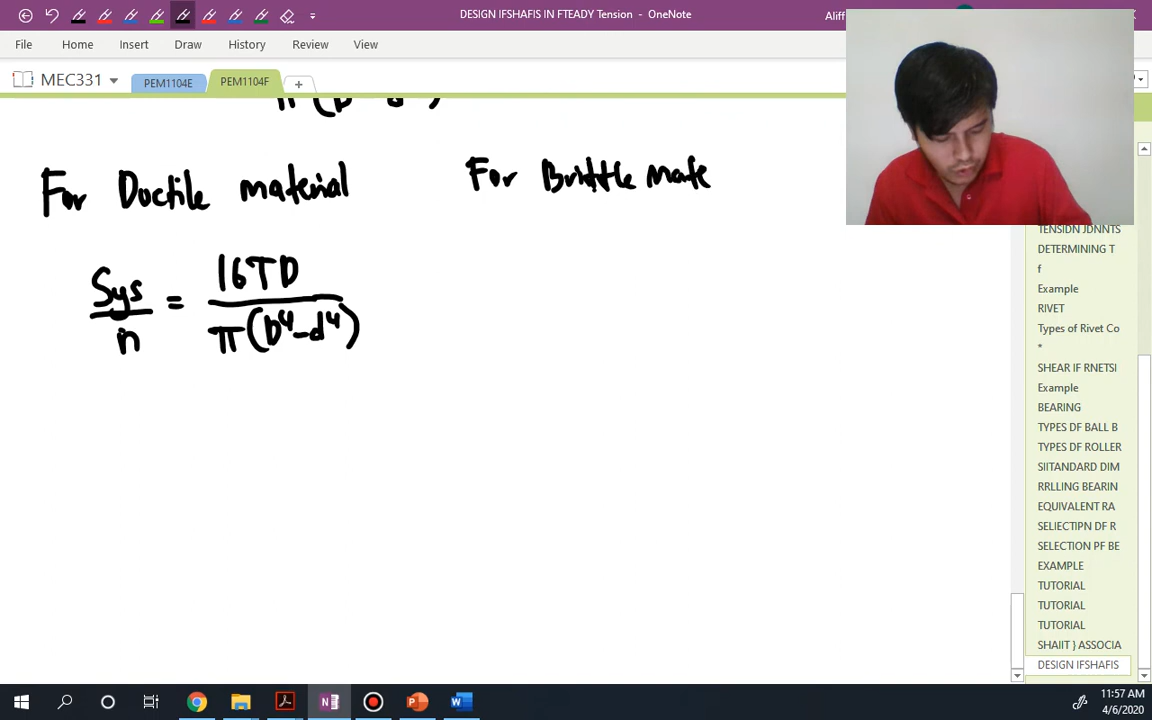 DESIGN IFSHAFIS IN FTEADY Tension - OneNote
Aliff
File Home Insert Draw History Review View
MEC331
PEM1104E
PEM1104F
For Ductile material
For Brittle mate
Sys/n = 16TD/π(D⁴-d⁴)
TENSIDN JDNNTS
DETERMINING T
f
Example
RIVET
Types of Rivet Co
*
SHEAR IF RNETSI
Example
BEARING
TYPES DF BALL B
TYPES DF ROLLER
SIITANDARD DIM
RRLLING BEARIN
EQUIVALENT RA
SELIECTIPN DF R
SELECTION PF BE
EXAMPLE
TUTORIAL
TUTORIAL
TUTORIAL
SHAIIT } ASSOCIA
DESIGN IFSHAFIS
11:57 AM
4/6/2020